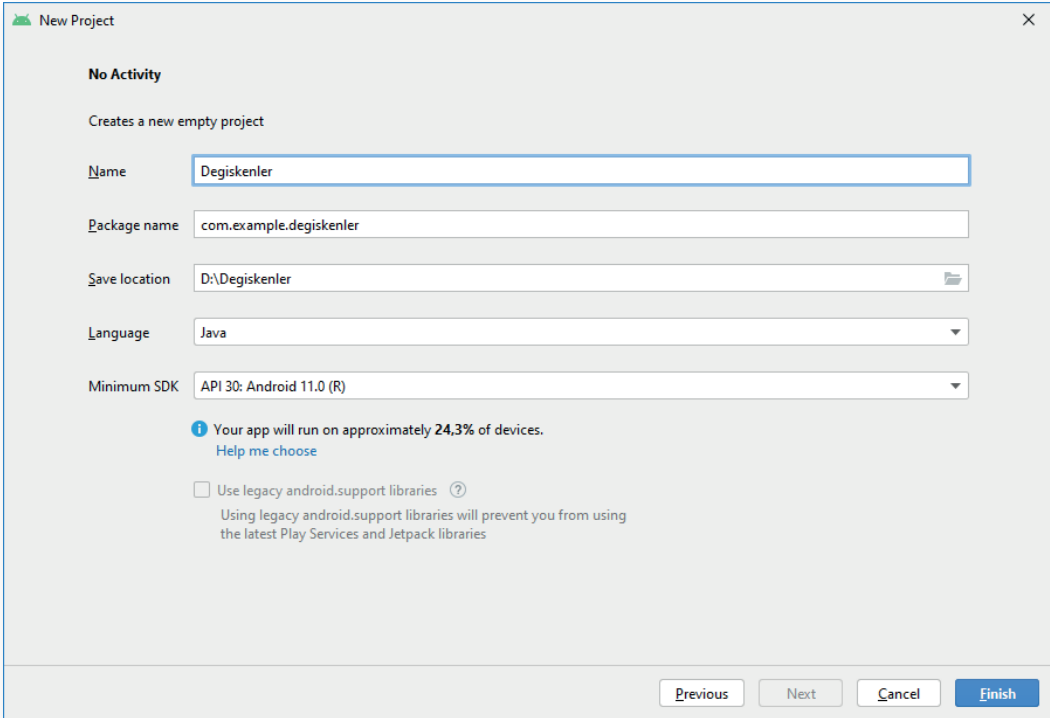 New Project
No Activity
Creates a new empty project
Name
Degiskenler
Package name
com.example.degiskenler
Save location
D:\Degiskenler
Language
Java
Minimum SDK
API 30: Android 11.0 (R)
Your app will run on approximately 24,3% of devices.
Help me choose
Use legacy android.support libraries
Using legacy android.support libraries will prevent you from using
the latest Play Services and Jetpack libraries
Previous
Next
Cancel
Finish